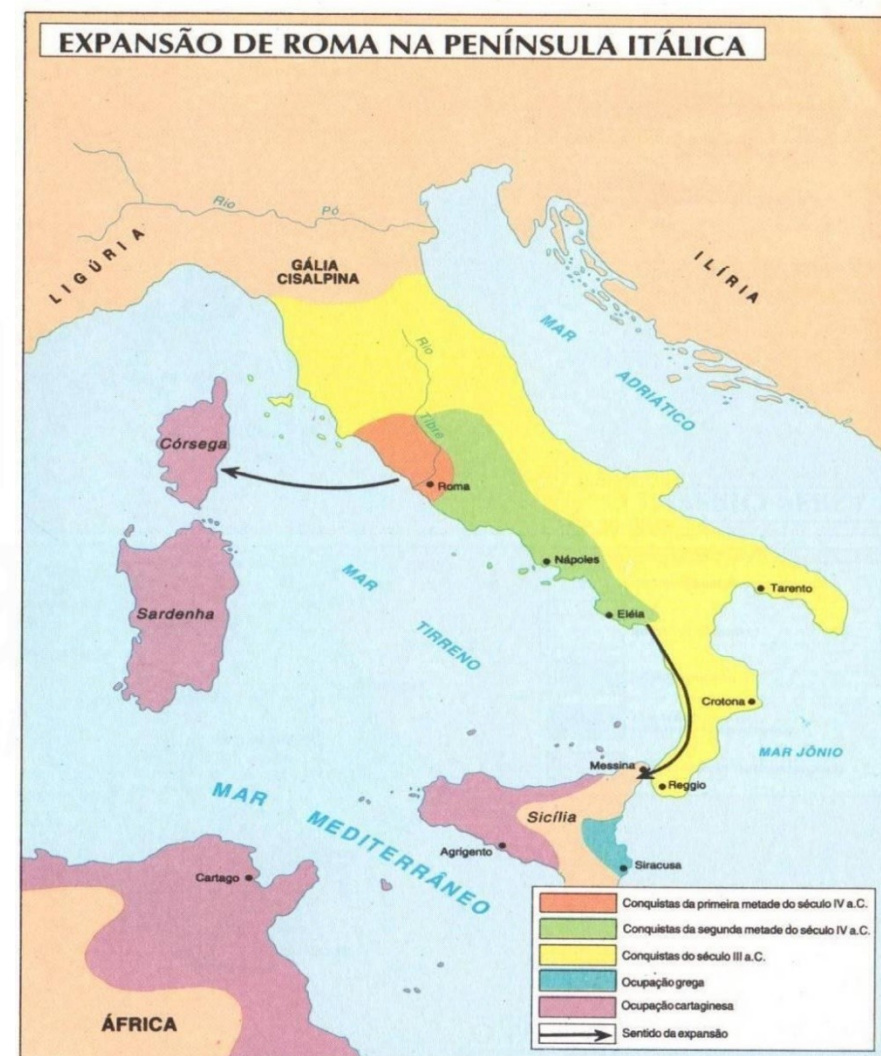 EXPANSÃO DE ROMA NA PENÍNSULA ITÁLICA
Rio Pó
LIGÚRIA
GÁLIA
CISALPINA
ILÍRIA
MAR
ADRIÁTICO
Rio
Tibre
Córsega
Roma
Sardenha
MAR
TIRRENO
Nápoles
Eléia
Tarento
Crotona
MAR JÔNIO
Messina
Reggio
MAR
MEDITERRÂNEO
Sicília
Agrigento
Siracusa
Cartago
ÁFRICA
Conquistas da primeira metade do século IV a.C.
Conquistas da segunda metade do século IV a.C.
Conquistas do século III a.C.
Ocupação grega
Ocupação cartaginesa
Sentido da expansão